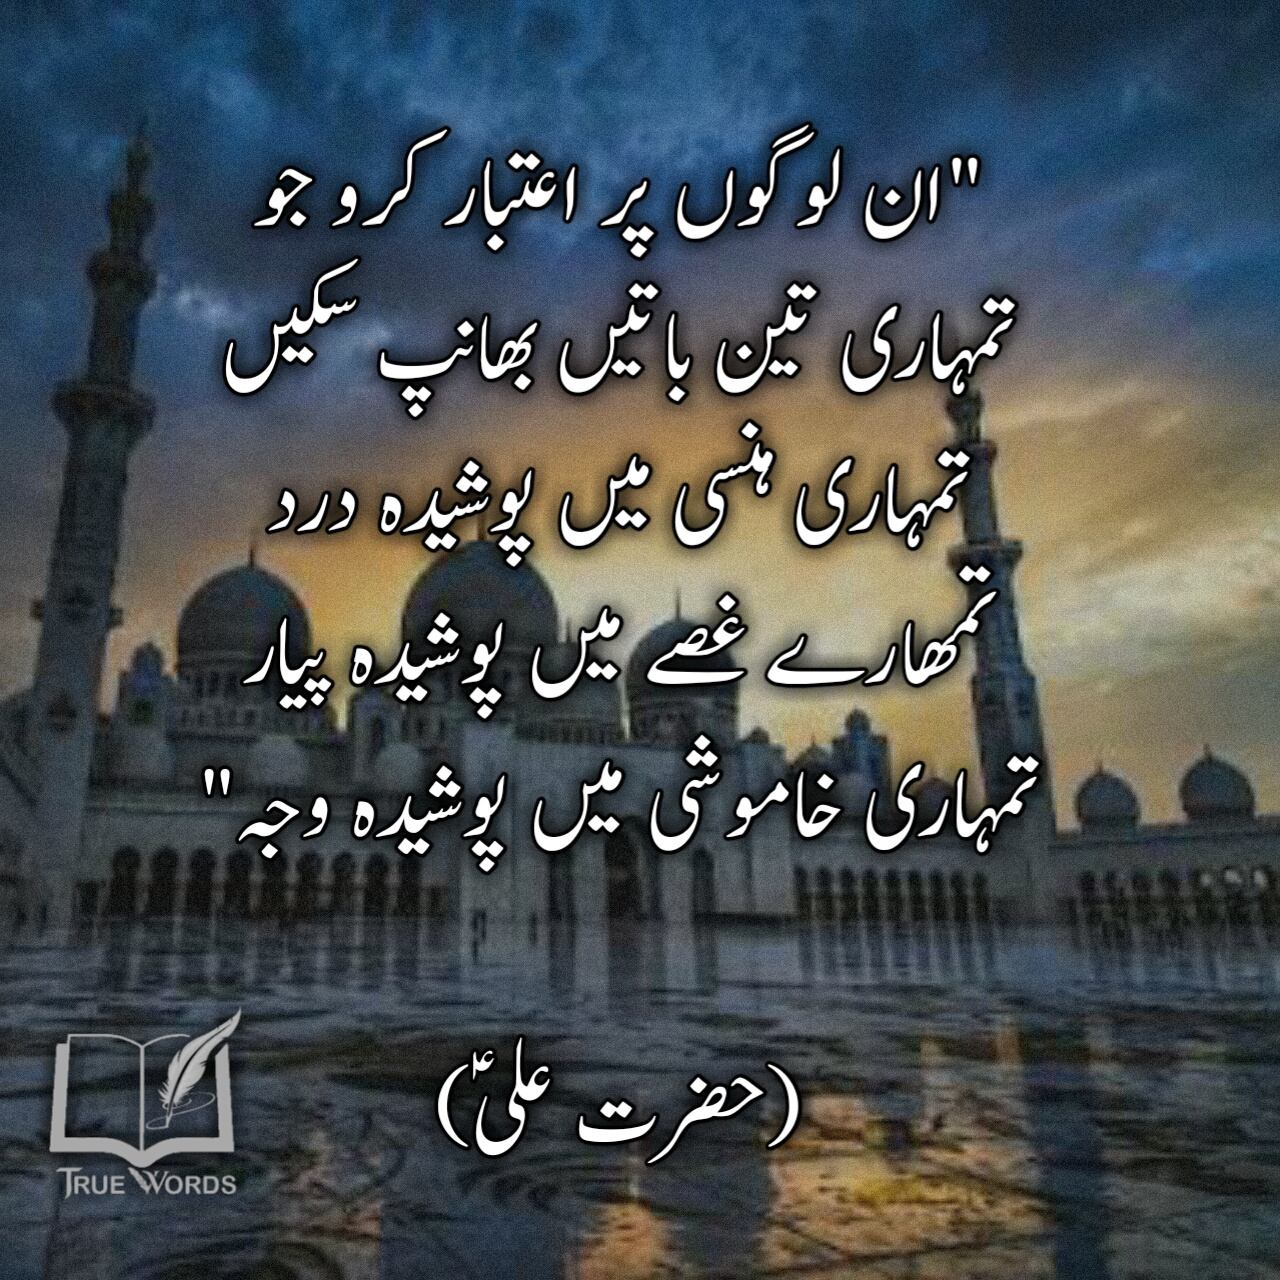 "ان لوگوں پر اعتبار کرو جو
تمہاری تین باتیں بھانپ سکیں
تمہاری ہنسی میں پوشیدہ درد
تمھارے غصے میں پوشیدہ پیار
تمہاری خاموشی میں پوشیدہ وجہ"
(حضرت علیؑ)
TRUE WORDS